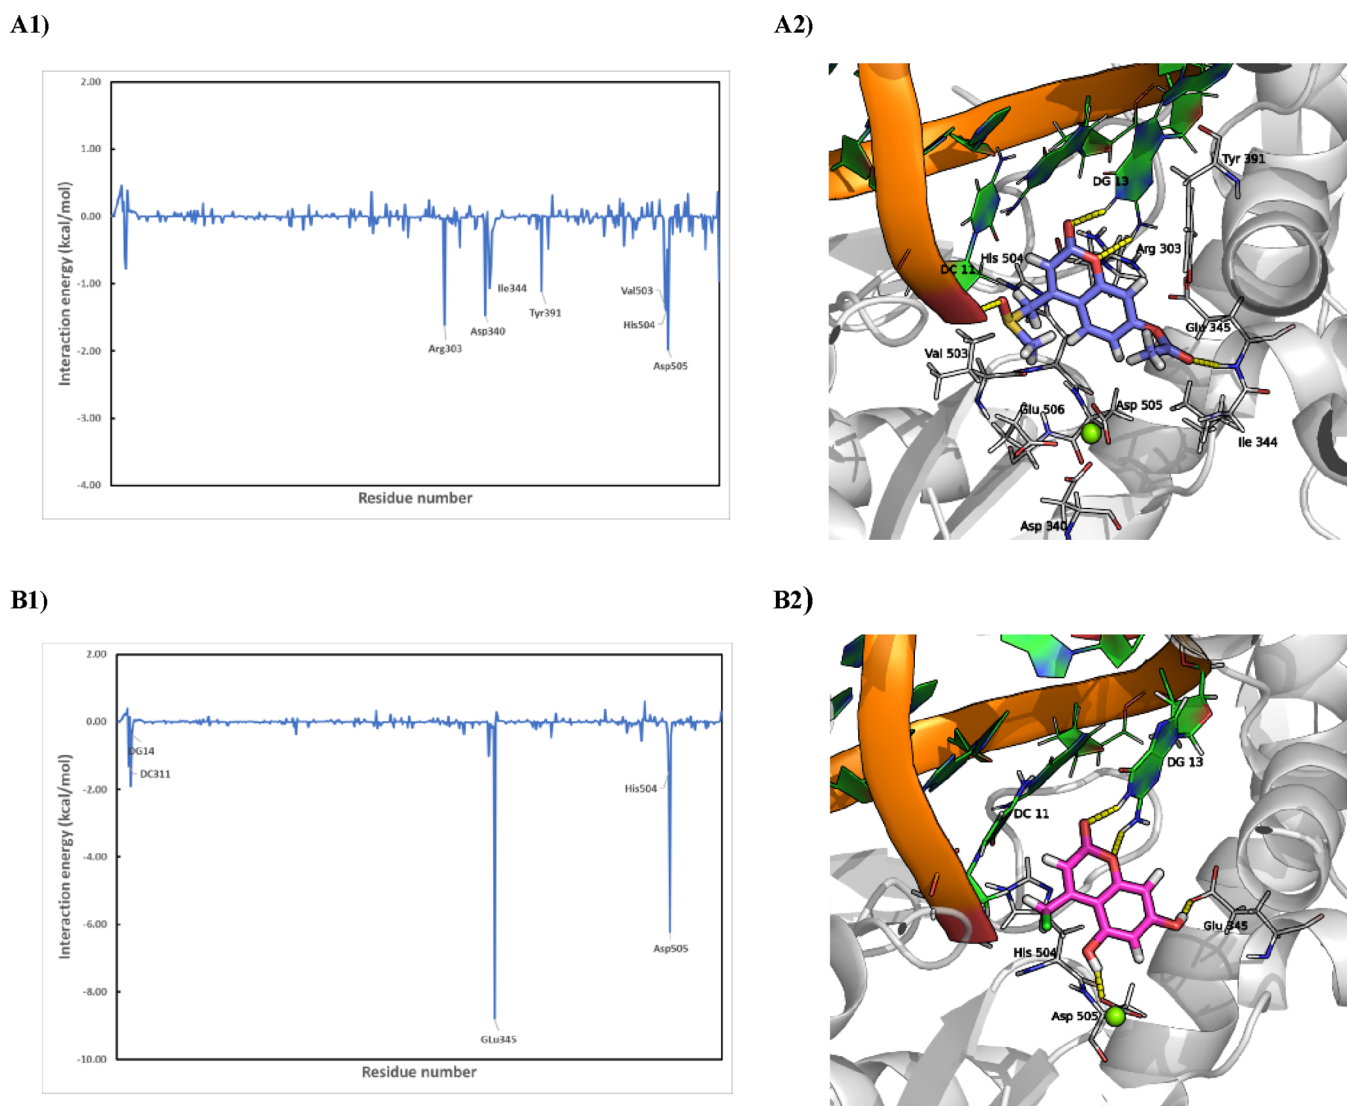 A1)
A2)
2.00
1.00
0.00
-1.00
-2.00
-3.00
-4.00
Interaction energy (kcal/mol)
Residue number
Arg303
Asp340
Ile344
Tyr391
Val503
His504
Asp505
Tyr 391
DG 13
Arg 303
His 504
DC 11
Glu 345
Val 503
Glu 506
Asp 505
Ile 344
Asp 340
B1)
B2)
2.00
0.00
-2.00
-4.00
-6.00
-8.00
-10.00
Interaction energy (kcal/mol)
Residue number
DG14
DC311
GLu345
His504
Asp505
DG 13
DC 11
Glu 345
His 504
Asp 505